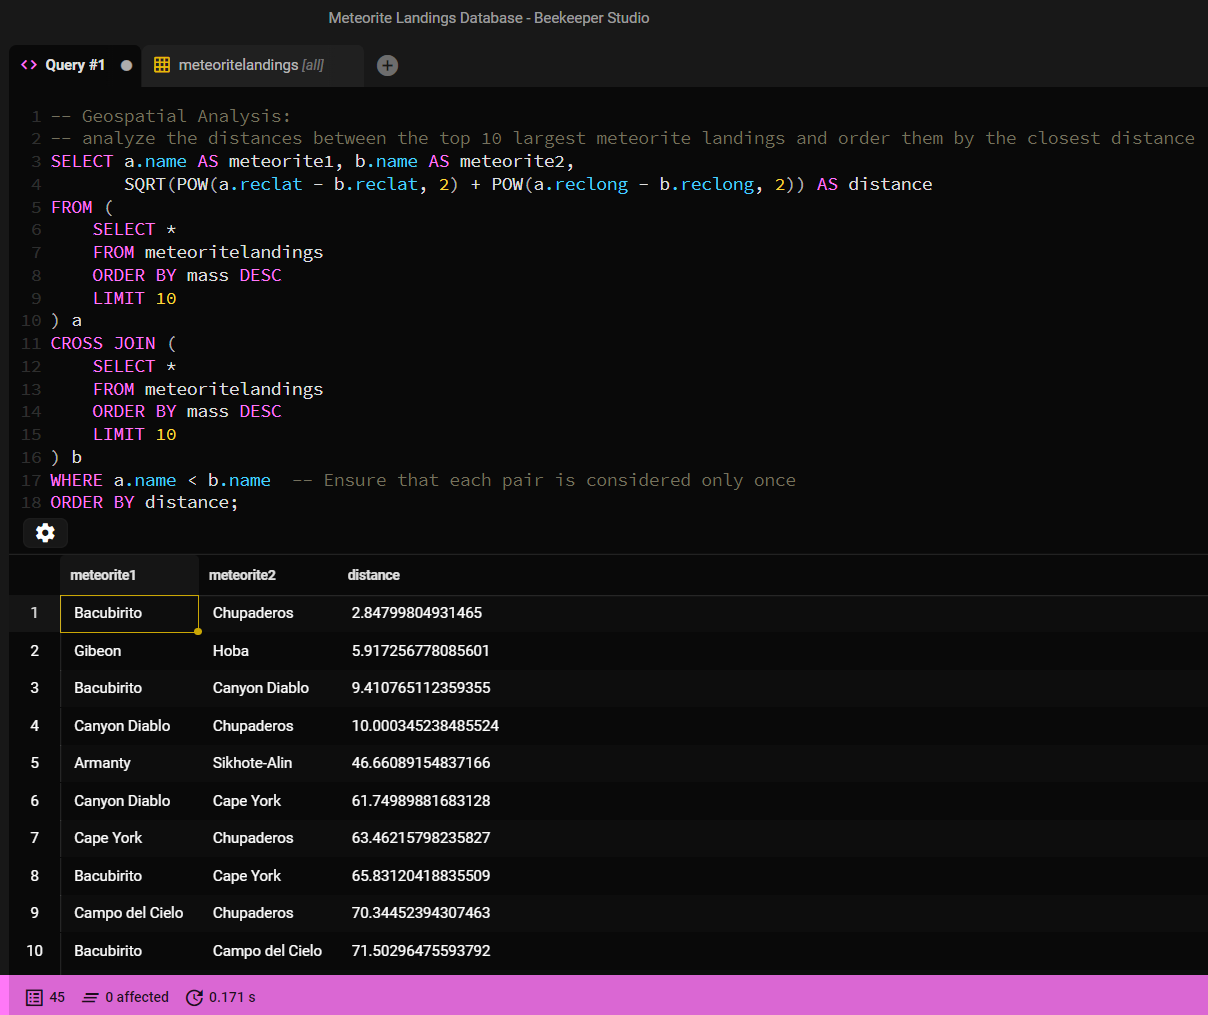 Meteorite Landings Database - Beekeeper Studio
<> Query #1 meteoritelandings [all]
1 -- Geospatial Analysis:
2 -- analyze the distances between the top 10 largest meteorite landings and order them by the closest distance
3 SELECT a.name AS meteorite1, b.name AS meteorite2,
4 SQRT(POW(a.reclat - b.reclat, 2) + POW(a.reclong - b.reclong, 2)) AS distance
5 FROM (
6 SELECT *
7 FROM meteoritelandings
8 ORDER BY mass DESC
9 LIMIT 10
10 ) a
11 CROSS JOIN (
12 SELECT *
13 FROM meteoritelandings
14 ORDER BY mass DESC
15 LIMIT 10
16 ) b
17 WHERE a.name < b.name -- Ensure that each pair is considered only once
18 ORDER BY distance;
meteorite1 meteorite2 distance
1 Bacubirito Chupaderos 2.84799804931465
2 Gibeon Hoba 5.917256778085601
3 Bacubirito Canyon Diablo 9.410765112359355
4 Canyon Diablo Chupaderos 10.000345238485524
5 Armanty Sikhote-Alin 46.66089154837166
6 Canyon Diablo Cape York 61.74989881683128
7 Cape York Chupaderos 63.46215798235827
8 Bacubirito Cape York 65.83120418835509
9 Campo del Cielo Chupaderos 70.34452394307463
10 Bacubirito Campo del Cielo 71.50296475593792
45 0 affected 0.171 s